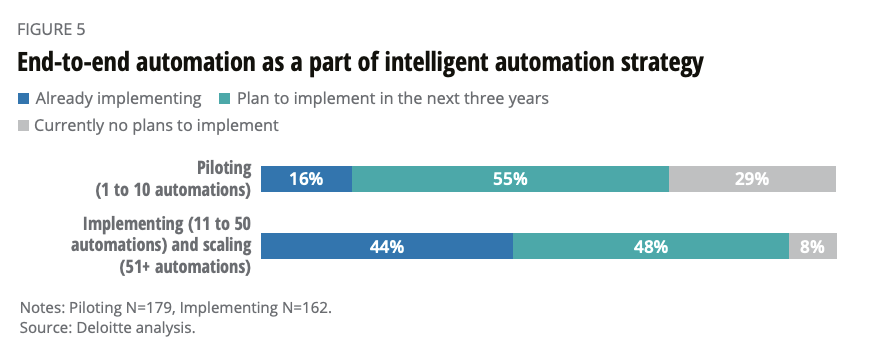 FIGURE 5
End-to-end automation as a part of intelligent automation strategy
Already implementing
Plan to implement in the next three years
Currently no plans to implement
Piloting
(1 to 10 automations)
16%
55%
29%
Implementing (11 to 50
automations) and scaling
(51+ automations)
44%
48%
8%
Notes: Piloting N=179, Implementing N=162.
Source: Deloitte analysis.